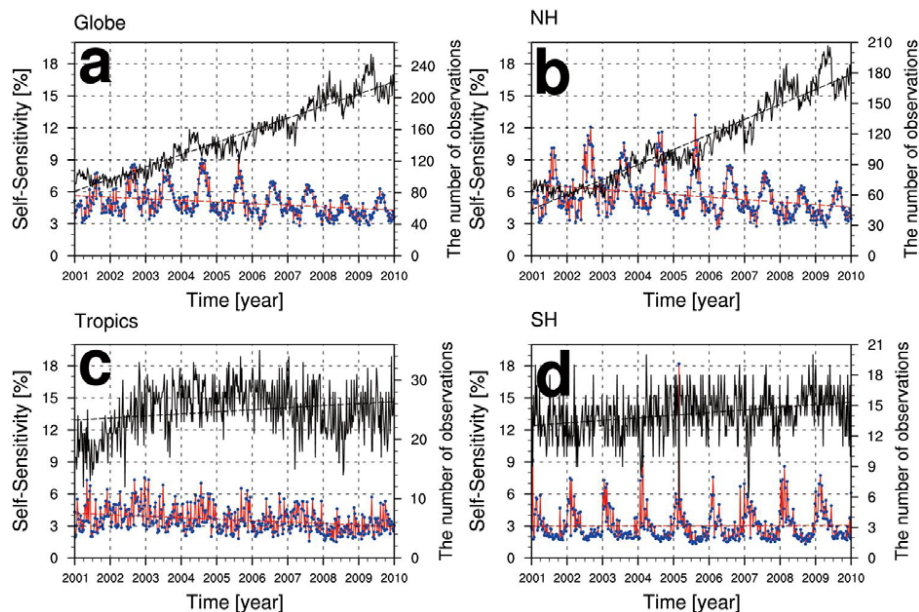 Globe
a
Self-Sensitivity [%]
18
15
12
9
6
3
0
240
200
160
120
80
40
0
The number of observations
2001 2002 2003 2004 2005 2006 2007 2008 2009 2010
Time [year]
NH
b
Self-Sensitivity [%]
18
15
12
9
6
3
0
210
180
150
120
90
60
30
0
The number of observations
2001 2002 2003 2004 2005 2006 2007 2008 2009 2010
Time [year]
Tropics
c
Self-Sensitivity [%]
18
15
12
9
6
3
0
30
20
10
0
The number of observations
2001 2002 2003 2004 2005 2006 2007 2008 2009 2010
Time [year]
SH
d
Self-Sensitivity [%]
18
15
12
9
6
3
0
21
18
15
12
9
6
3
0
The number of observations
2001 2002 2003 2004 2005 2006 2007 2008 2009 2010
Time [year]